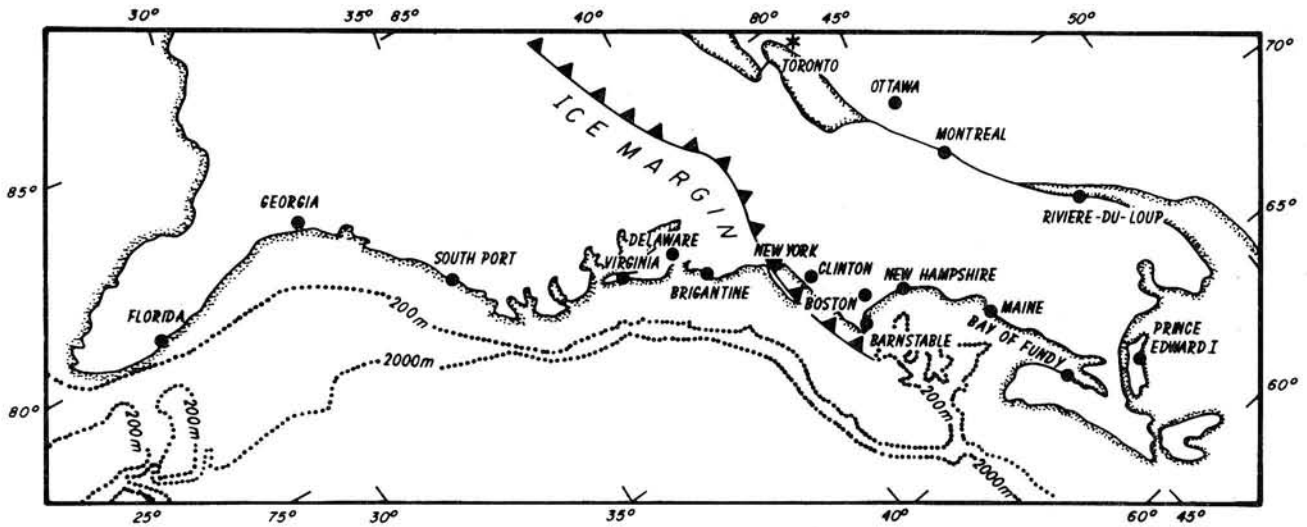 30° 35° 85° 40° 80° 45° 50°
70°
TORONTO
OTTAWA
ICE MARGIN
MONTREAL
85°
65°
GEORGIA
RIVIERE-DU-LOUP
DELAWARE
NEW YORK
SOUTH PORT
VIRGINIA
CLINTON
NEW HAMPSHIRE
BRIGANTINE
BOSTON
MAINE
FLORIDA
200m
BAY OF FUNDY
PRINCE
EDWARD I
BARNSTABLE
2000m
60°
80°
200m
200m
200m
2000m
25° 75° 30° 35° 40° 60° 45°